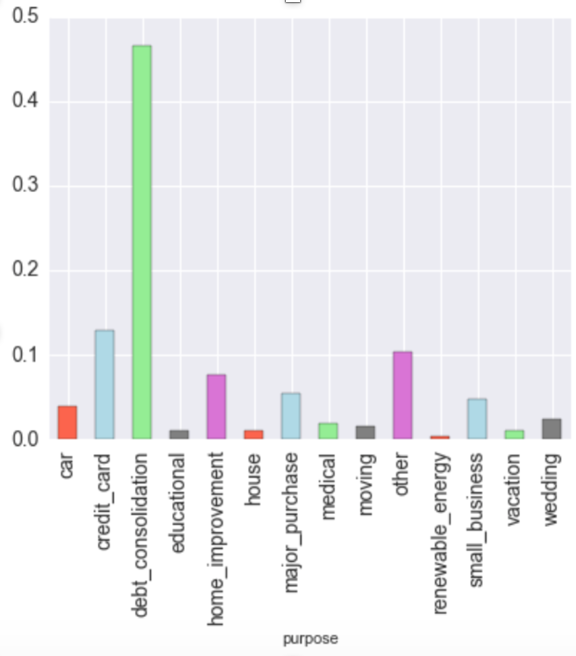 0.5
0.4
0.3
0.2
0.1
0.0
car
credit_card
debt_consolidation
educational
home_improvement
house
major_purchase
medical
moving
other
renewable_energy
small_business
vacation
wedding
purpose